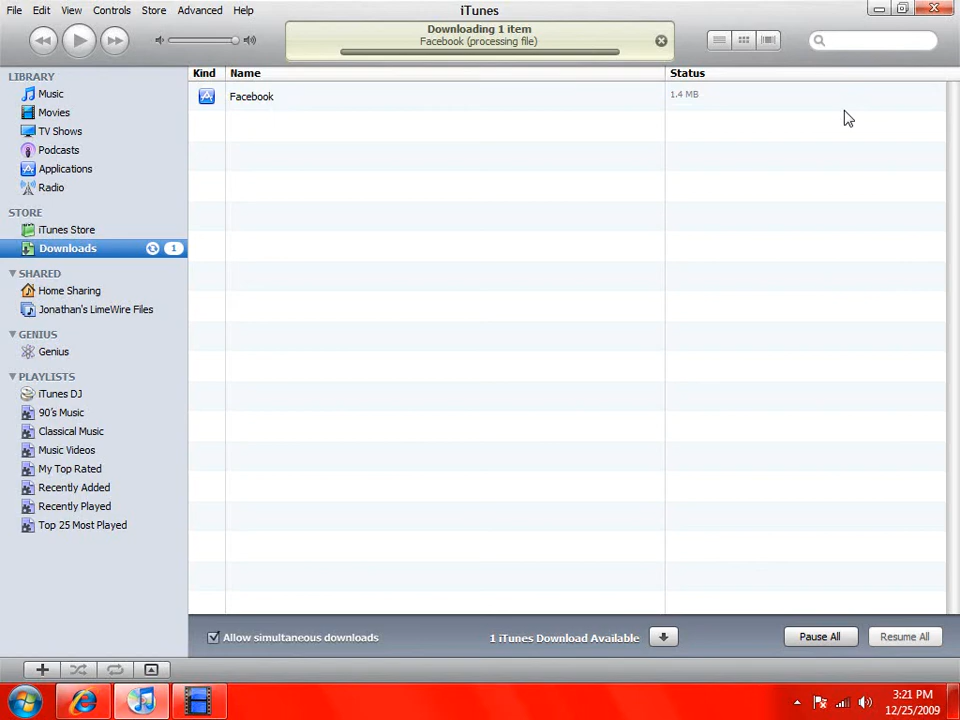 File Edit View Controls Store Advanced Help
iTunes
Downloading 1 item
Facebook (processing file)
LIBRARY
Music
Movies
TV Shows
Podcasts
Applications
Radio
STORE
iTunes Store
Downloads 1
SHARED
Home Sharing
Jonathan's LimeWire Files
GENIUS
Genius
PLAYLISTS
iTunes DJ
90's Music
Classical Music
Music Videos
My Top Rated
Recently Added
Recently Played
Top 25 Most Played
Kind Name Status
Facebook 1.4 MB
Allow simultaneous downloads 1 iTunes Download Available Pause All Resume All
3:21 PM
12/25/2009